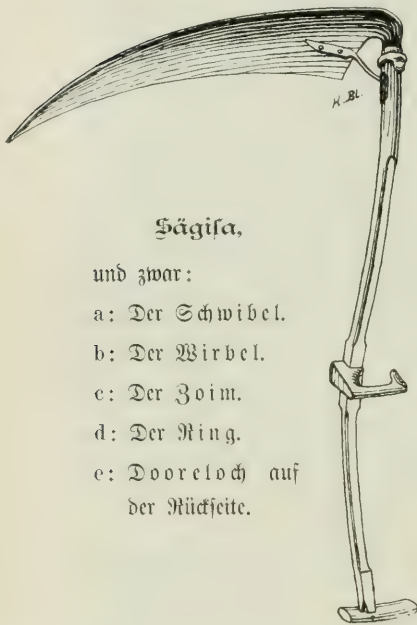 H. Bl.
Sägisa,
und zwar:
a: Der Schwibel.
b: Der Wirbel.
c: Der Zoim.
d: Der Ring.
e: Dooreloch auf
der Rückseite.